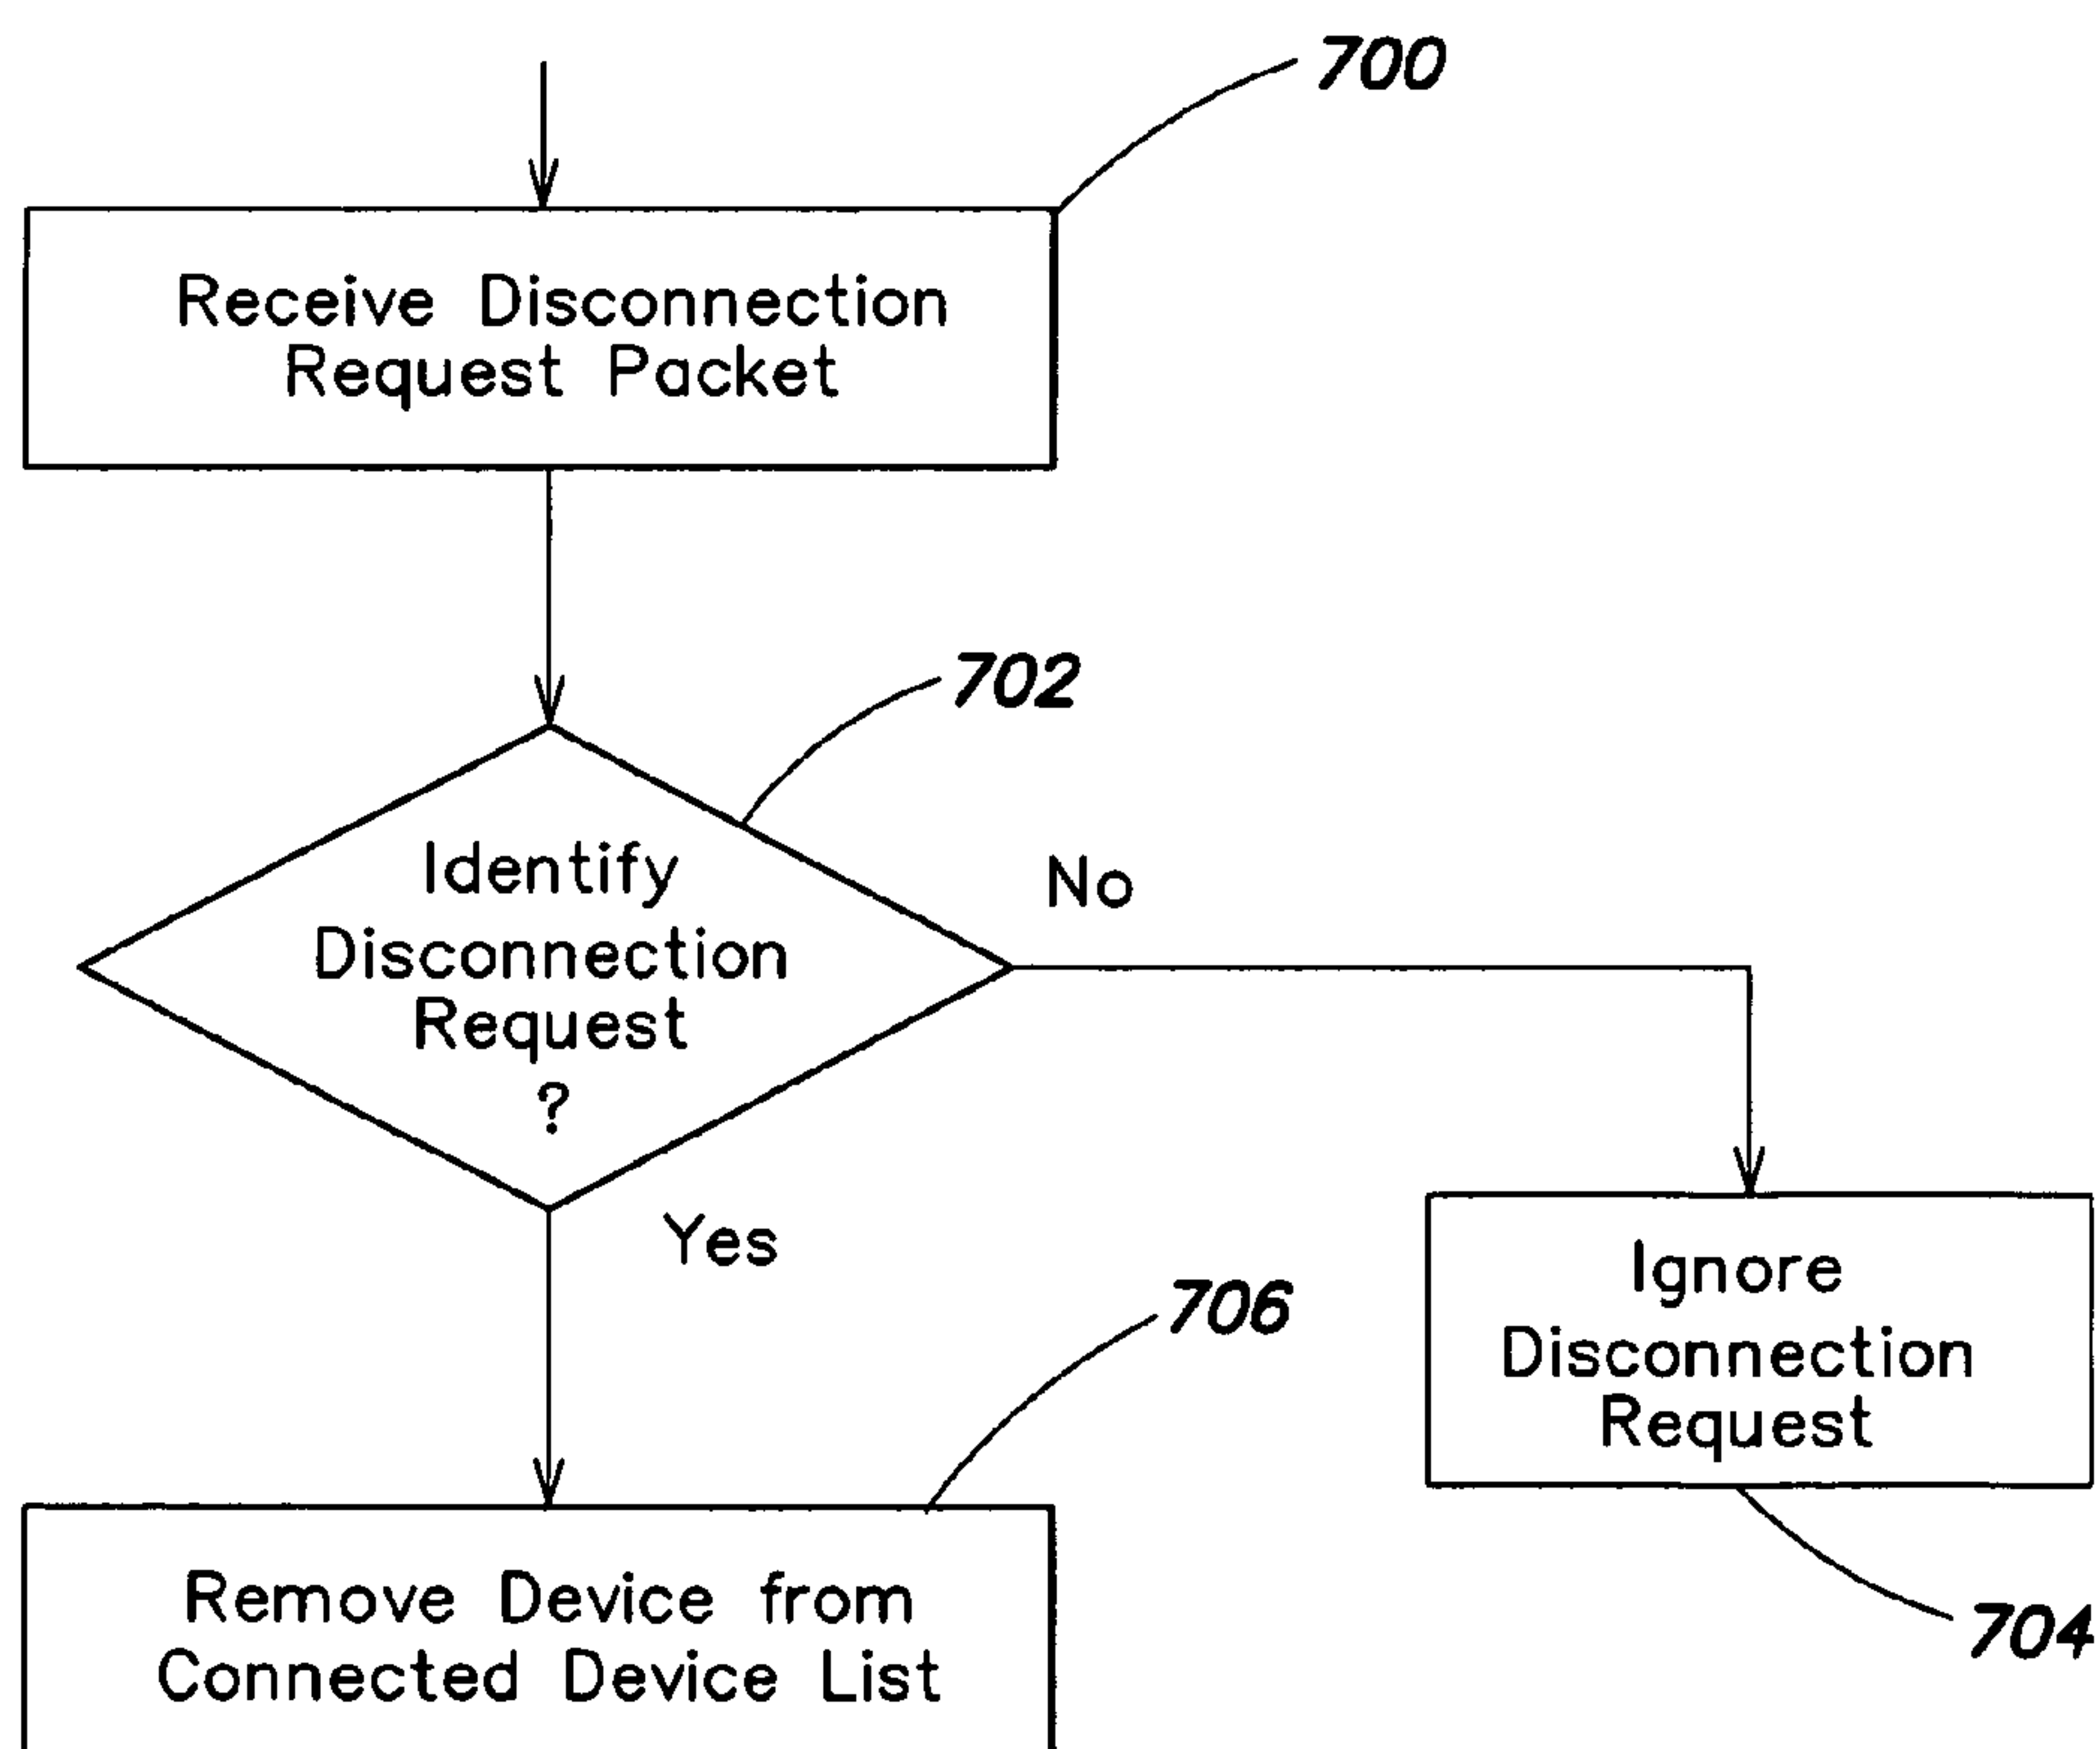 700
Receive Disconnection
Request Packet
702
Identify
Disconnection
Request
?
No
Yes
706
Ignore
Disconnection
Request
704
Remove Device from
Connected Device List